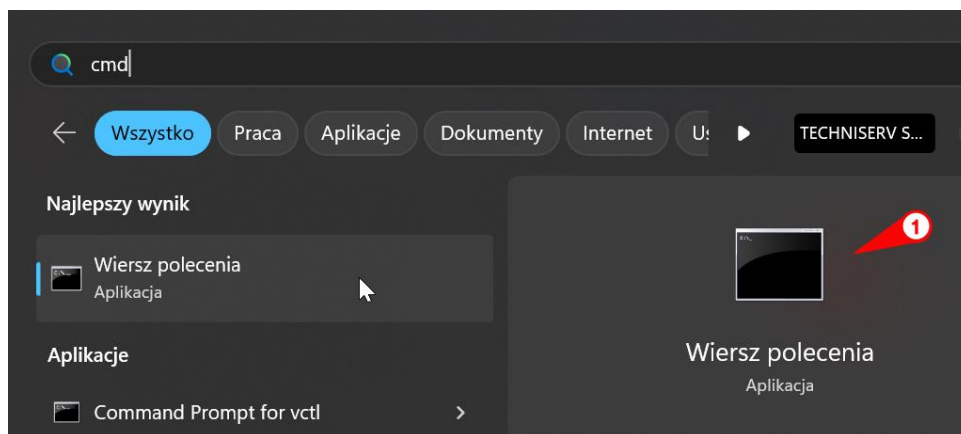 cmd
Wszystko Praca Aplikacje Dokumenty Internet TECHNISERV S...
Najlepszy wynik
Wiersz polecenia
Aplikacja
1
Wiersz polecenia
Aplikacja
Aplikacje
Command Prompt for vctl